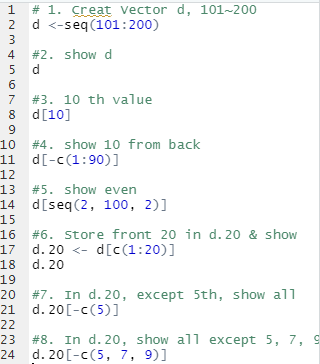 1 # 1. Creat Vector d, 101~200
2 d <-seq(101:200)
3
4 #2. show d
5 d
6
7 #3. 10 th value
8 d[10]
9
10 #4. show 10 from back
11 d[-c(1:90)]
12
13 #5. show even
14 d[seq(2, 100, 2)]
15
16 #6. Store front 20 in d.20 & show
17 d.20 <- d[c(1:20)]
18 d.20
19
20 #7. In d.20, except 5th, show all
21 d.20[-c(5)]
22
23 #8. In d.20, show all except 5, 7, 9
24 d.20[-c(5, 7, 9)]